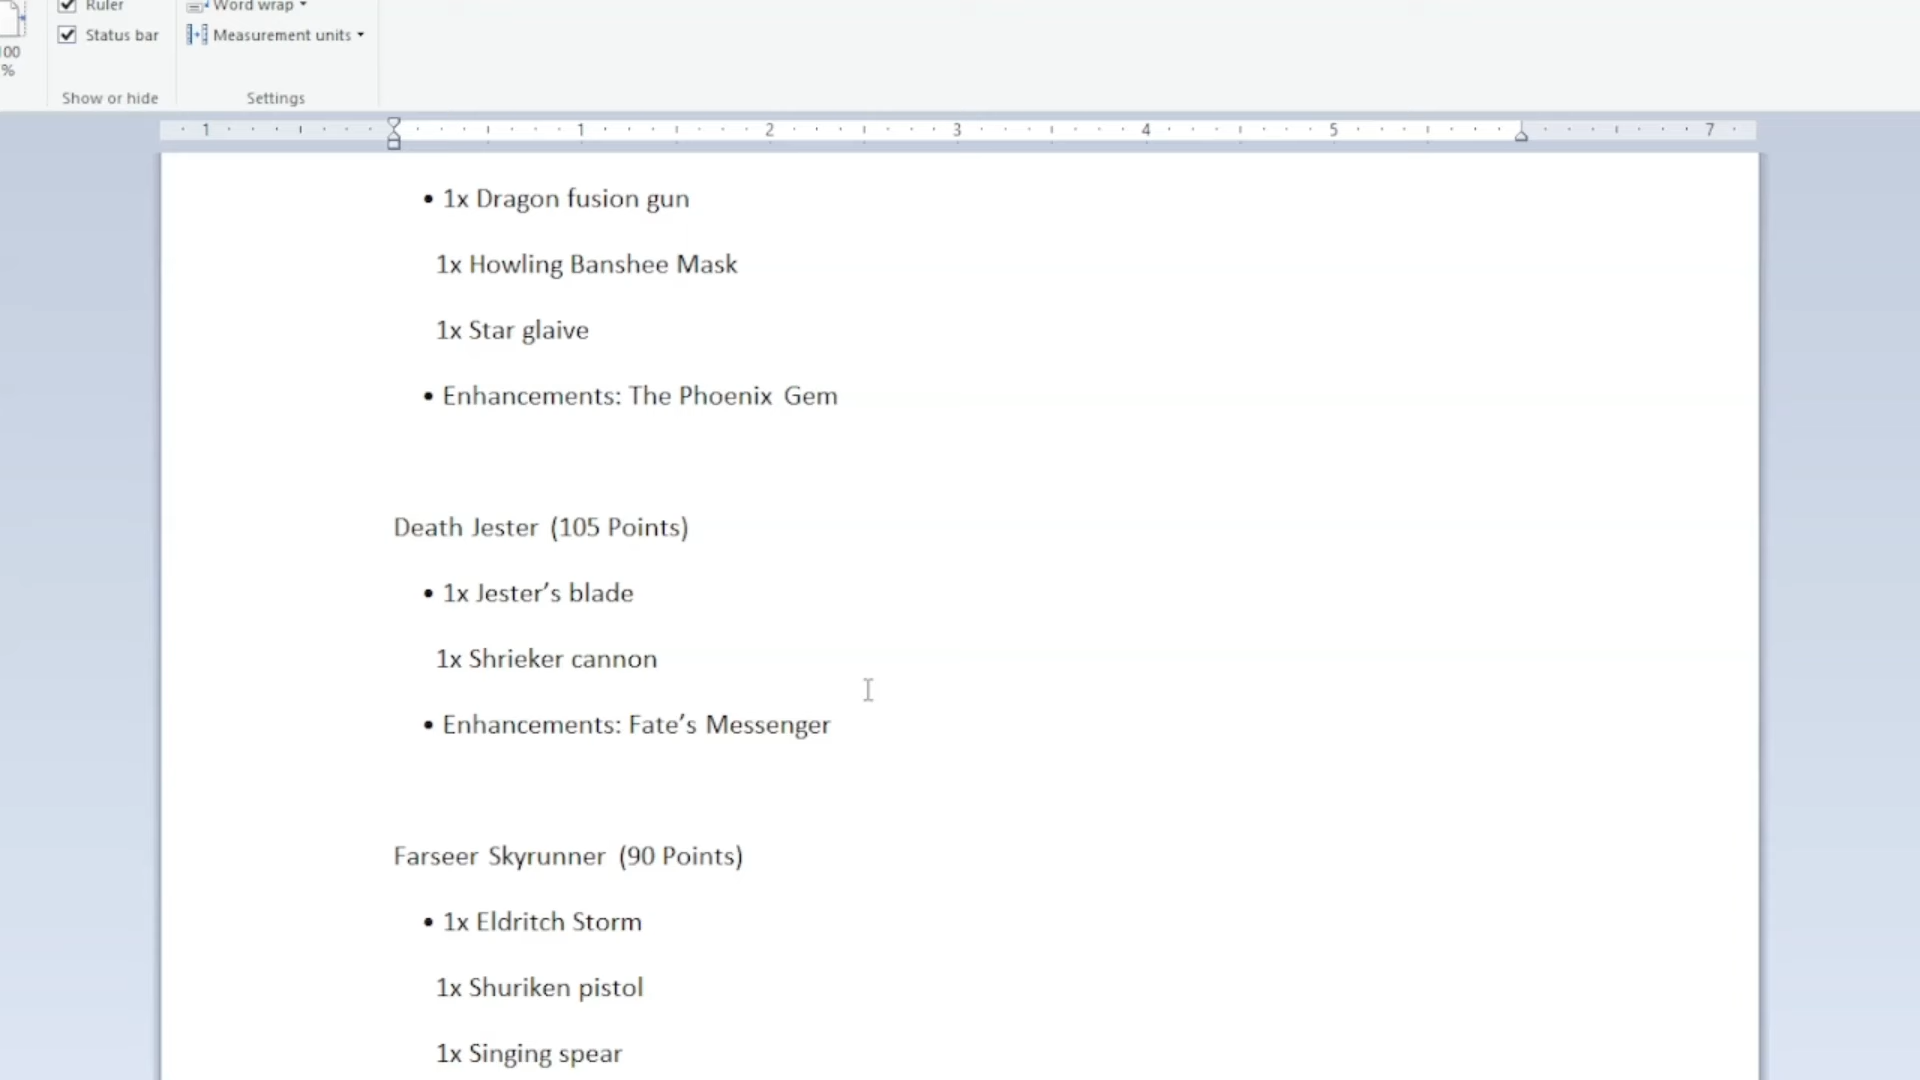 Ruler
Word wrap
100
%
Status bar
Measurement units
Show or hide
Settings
1 1 2 3 4 5 7
• 1x Dragon fusion gun
1x Howling Banshee Mask
1x Star glaive
• Enhancements: The Phoenix Gem
Death Jester (105 Points)
• 1x Jester’s blade
1x Shrieker cannon
• Enhancements: Fate’s Messenger
Farseer Skyrunner (90 Points)
• 1x Eldritch Storm
1x Shuriken pistol
1x Singing spear